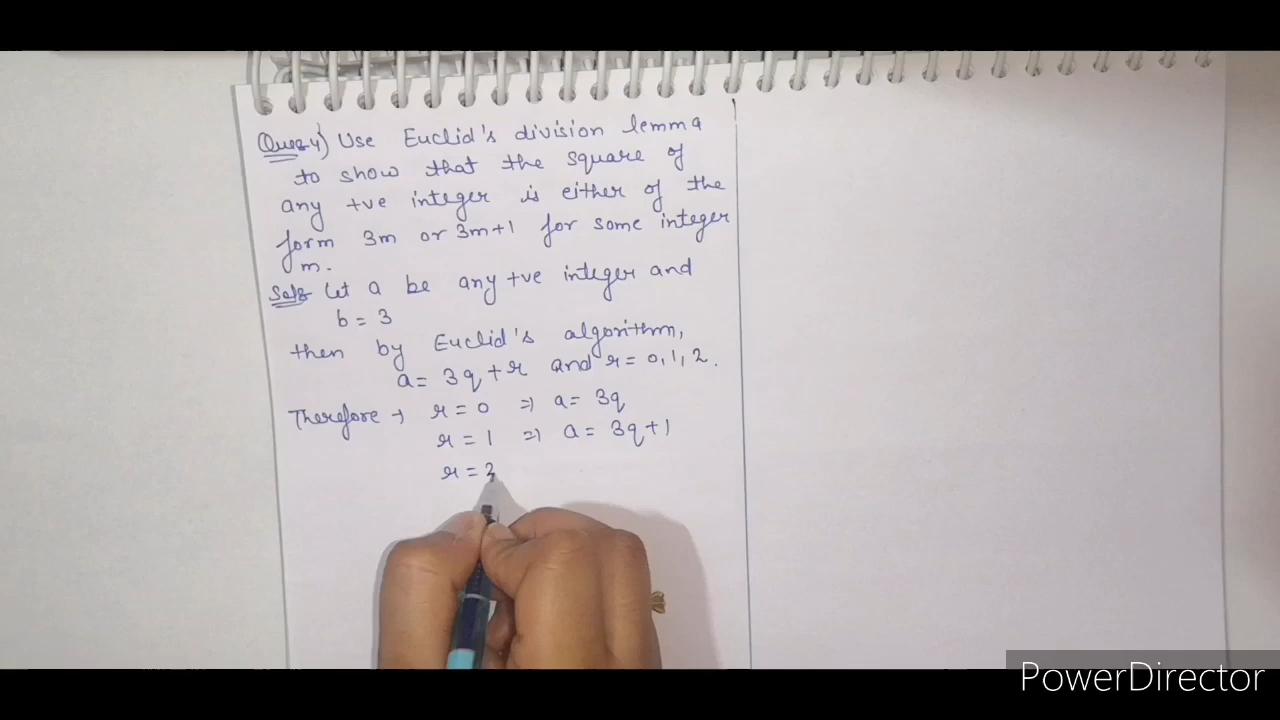 Ques4) Use Euclid's division lemma
to show that the square of
any +ve integer is either of the
form 3m or 3m+1 for some integer
m.
Sol: Let a be any +ve integer and
b = 3
then by Euclid's algorithm,
a = 3q + r and r = 0, 1, 2.
Therefore → r = 0 ⇒ a = 3q
r = 1 ⇒ a = 3q + 1
r =
PowerDirector